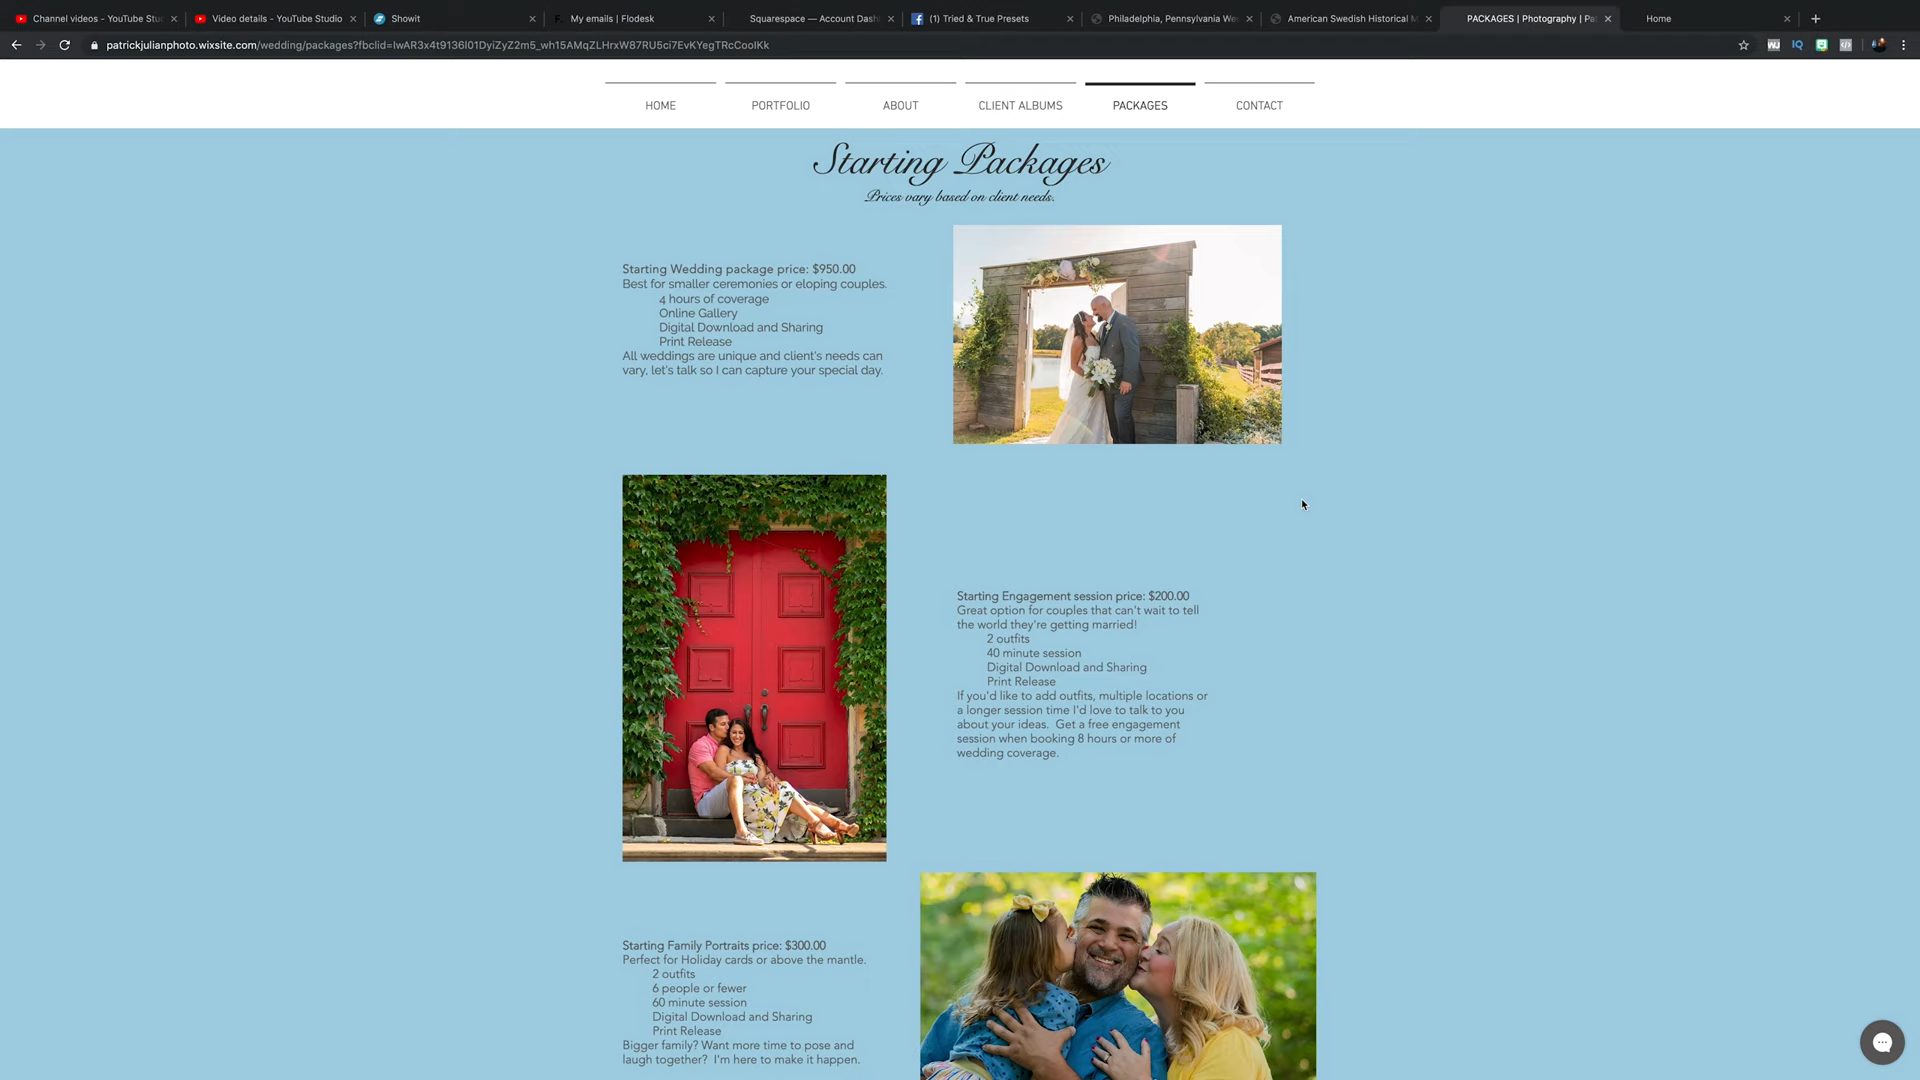 Channel videos - YouTube Stu
Video details - YouTube Studio
Showit
My emails | Flodesk
Squarespace — Account Dash
(1) Tried & True Presets
Philadelphia, Pennsylvania We
American Swedish Historical M
PACKAGES | Photography | Pa
Home
patrickjulianphoto.wixsite.com/wedding/packages?fbclid=IwAR3x4t9136I01DyiZyZ2m5_wh15AMqZLHrxW87RU5ci7EvKYegTRcCooIKk
HOME
PORTFOLIO
ABOUT
CLIENT ALBUMS
PACKAGES
CONTACT
Starting Packages
Prices vary based on client needs.
Starting Wedding package price: $950.00
Best for smaller ceremonies or eloping couples.
4 hours of coverage
Online Gallery
Digital Download and Sharing
Print Release
All weddings are unique and client's needs can
vary, let's talk so I can capture your special day.
Starting Engagement session price: $200.00
Great option for couples that can't wait to tell
the world they're getting married!
2 outfits
40 minute session
Digital Download and Sharing
Print Release
If you'd like to add outfits, multiple locations or
a longer session time I'd love to talk to you
about your ideas. Get a free engagement
session when booking 8 hours or more of
wedding coverage.
Starting Family Portraits price: $300.00
Perfect for Holiday cards or above the mantle.
2 outfits
6 people or fewer
60 minute session
Digital Download and Sharing
Print Release
Bigger family? Want more time to pose and
laugh together? I'm here to make it happen.